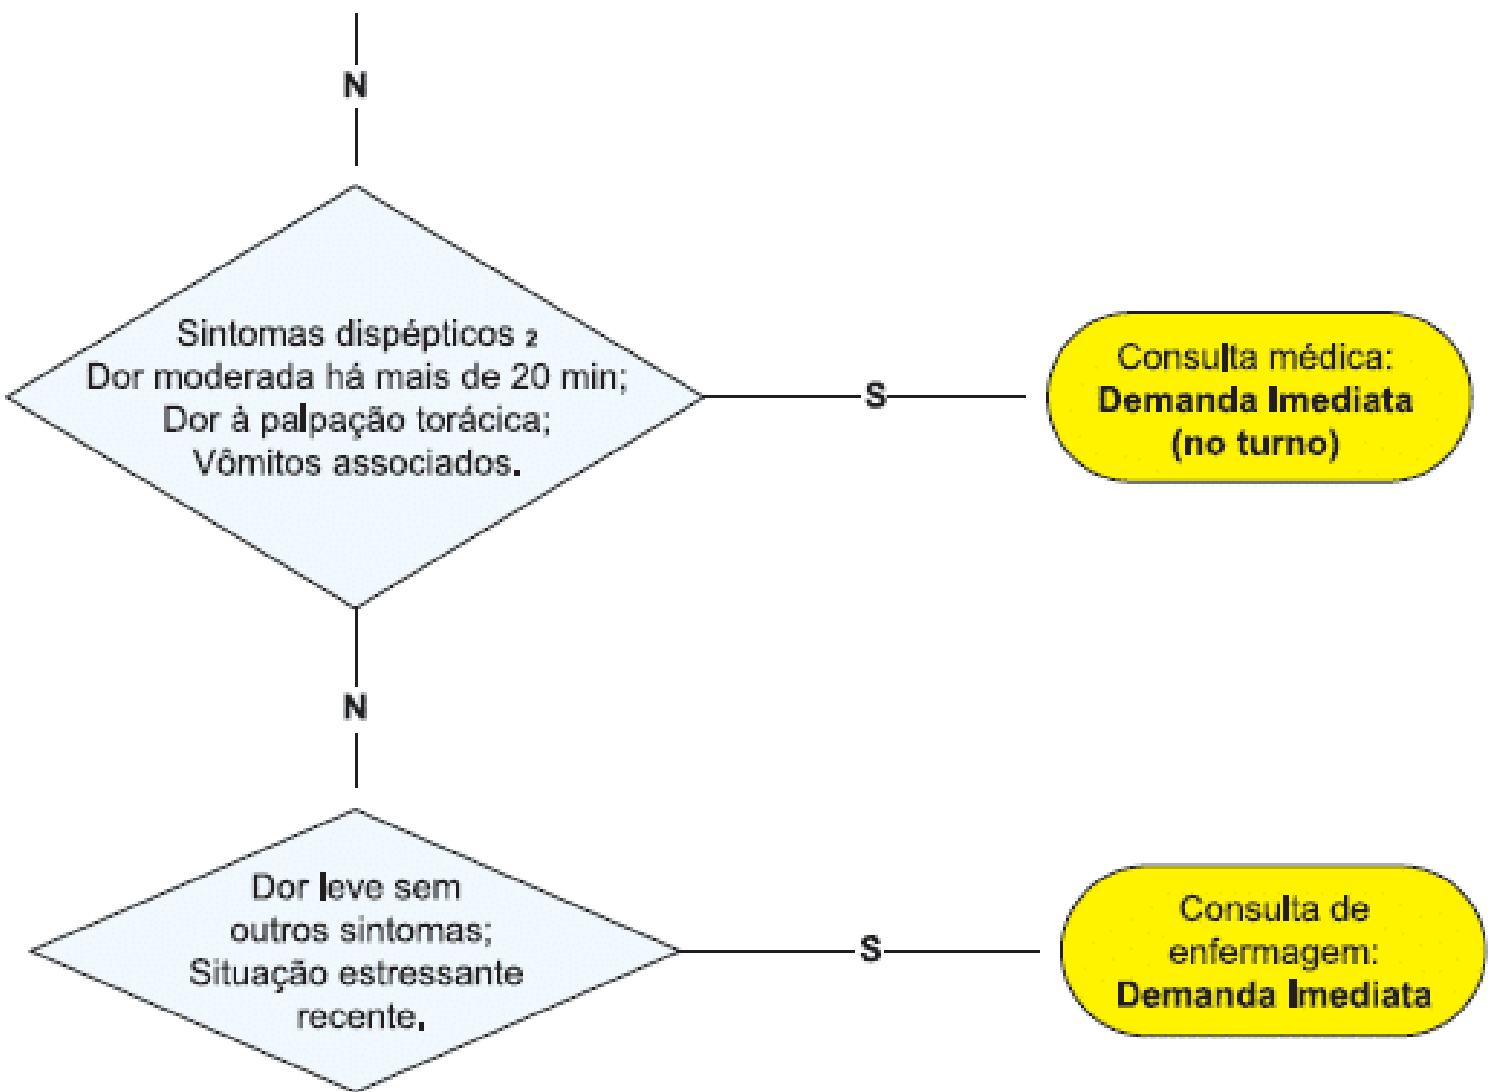 N
Sintomas dispépticos 2
Dor moderada há mais de 20 min;
Dor à palpação torácica;
Vômitos associados.
S
Consulta médica:
Demanda Imediata
(no turno)
N
Dor leve sem
outros sintomas;
Situação estressante
recente.
S
Consulta de
enfermagem:
Demanda Imediata